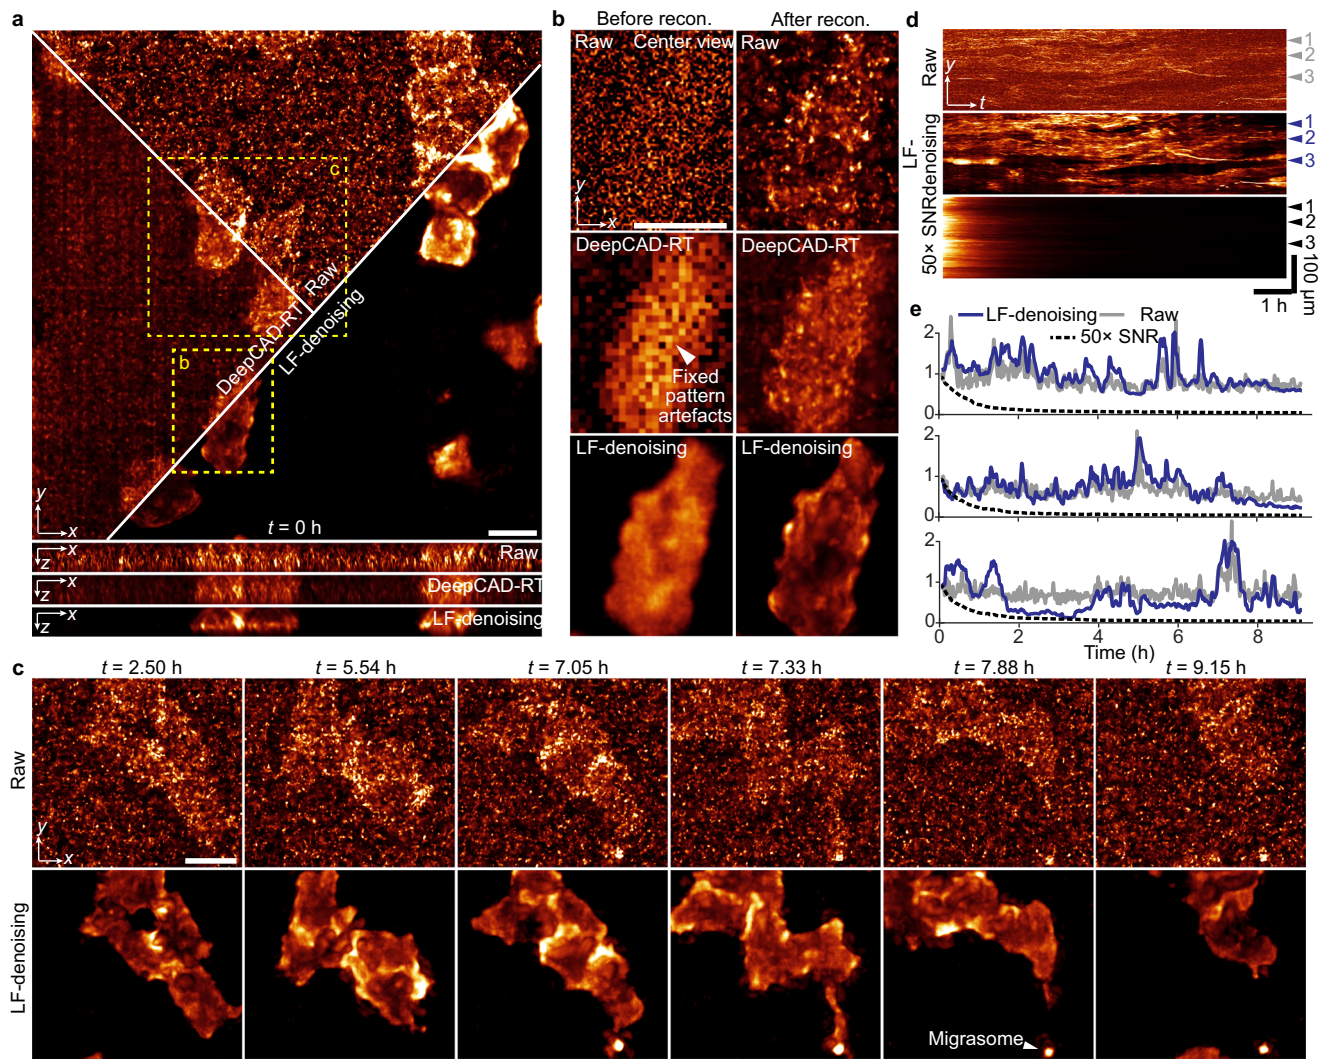 a
c
DeepCAD-RT
Raw
LF-denoising
b
y
x
t = 0 h
x
z
Raw
x
z
DeepCAD-RT
x
z
LF-denoising
b
Before recon.
After recon.
Raw
Center view
Raw
y
x
DeepCAD-RT
DeepCAD-RT
Fixed
pattern
artefacts
LF-denoising
LF-denoising
d
Raw
y
t
1
2
3
LF-
denoising
1
2
3
50× SNR
1
2
3
100 µm
1 h
e
LF-denoising
Raw
50× SNR
2
1
0
2
1
0
2
1
0
0 2 4 6 8
Time (h)
c
t = 2.50 h
t = 5.54 h
t = 7.05 h
t = 7.33 h
t = 7.88 h
t = 9.15 h
Raw
y
x
LF-denoising
Migrasome